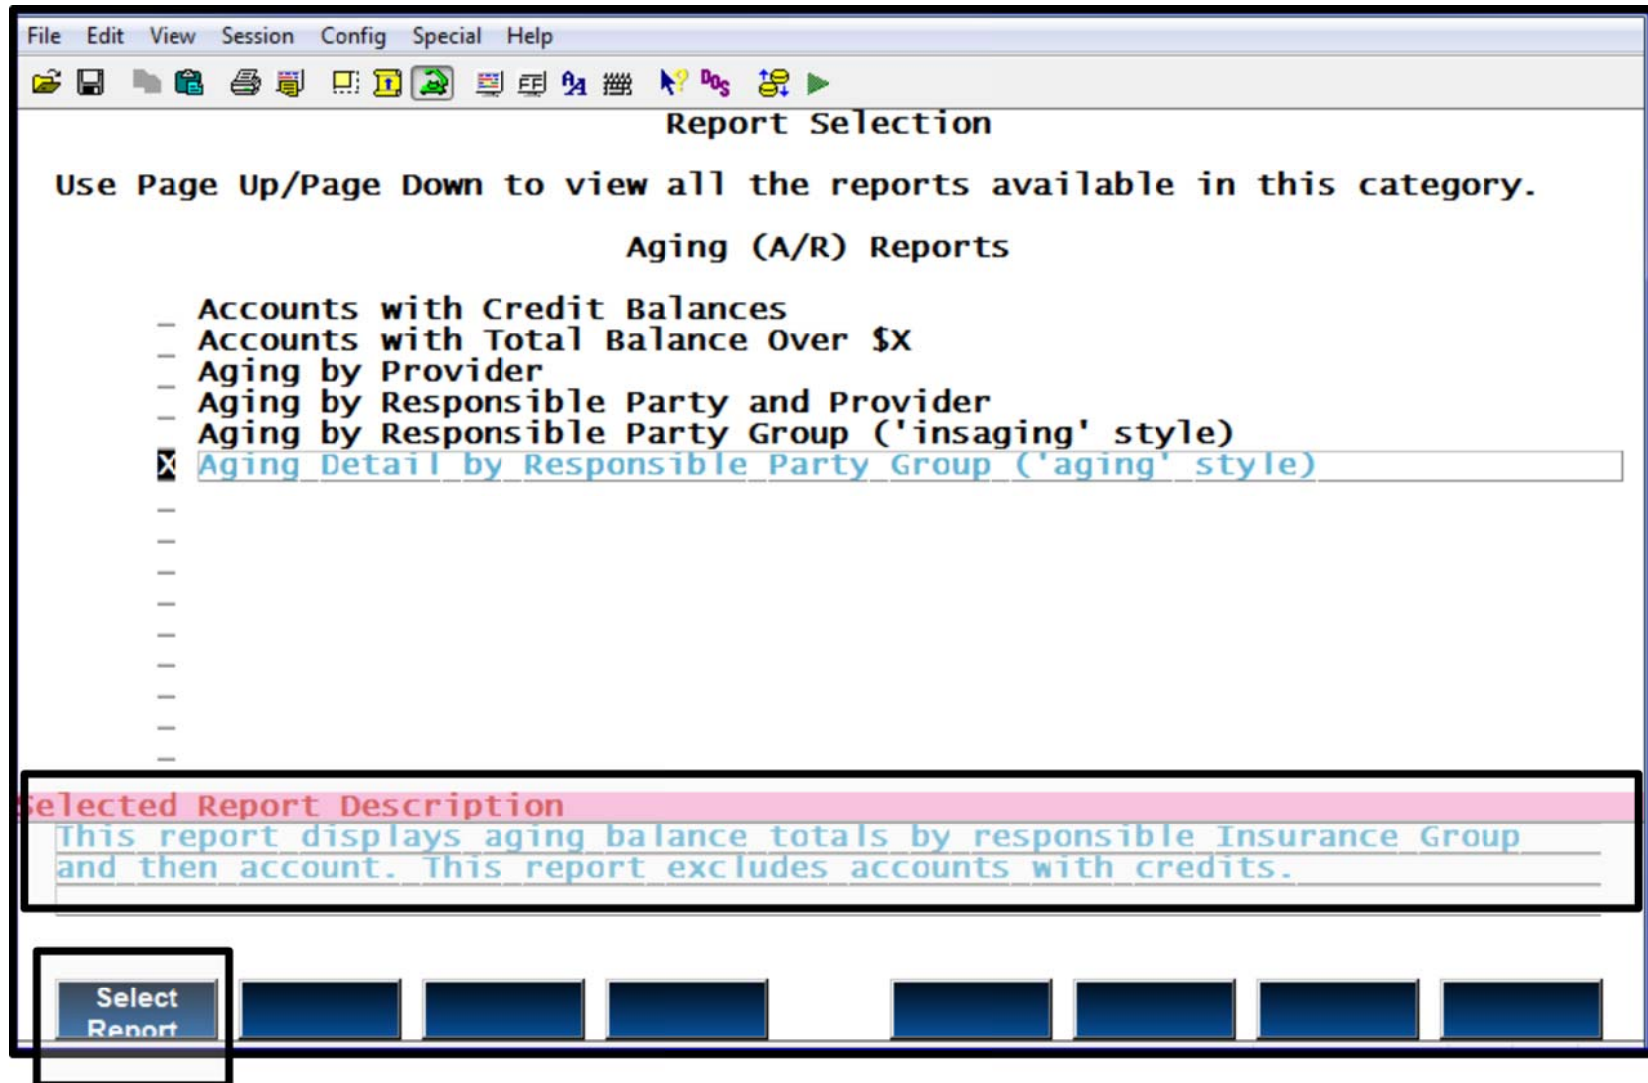 File Edit View Session Config Special Help
FF AA DOS
Report Selection
Use Page Up/Page Down to view all the reports available in this category.
Aging (A/R) Reports
_ Accounts with Credit Balances
_ Accounts with Total Balance Over $X
_ Aging by Provider
_ Aging by Responsible Party and Provider
Aging by Responsible Party Group ('insaging' style)
X Aging Detail by Responsible Party Group ('aging' style)
Selected Report Description
This report displays aging balance totals by responsible Insurance Group
and then account. This report excludes accounts with credits.
Select
Report